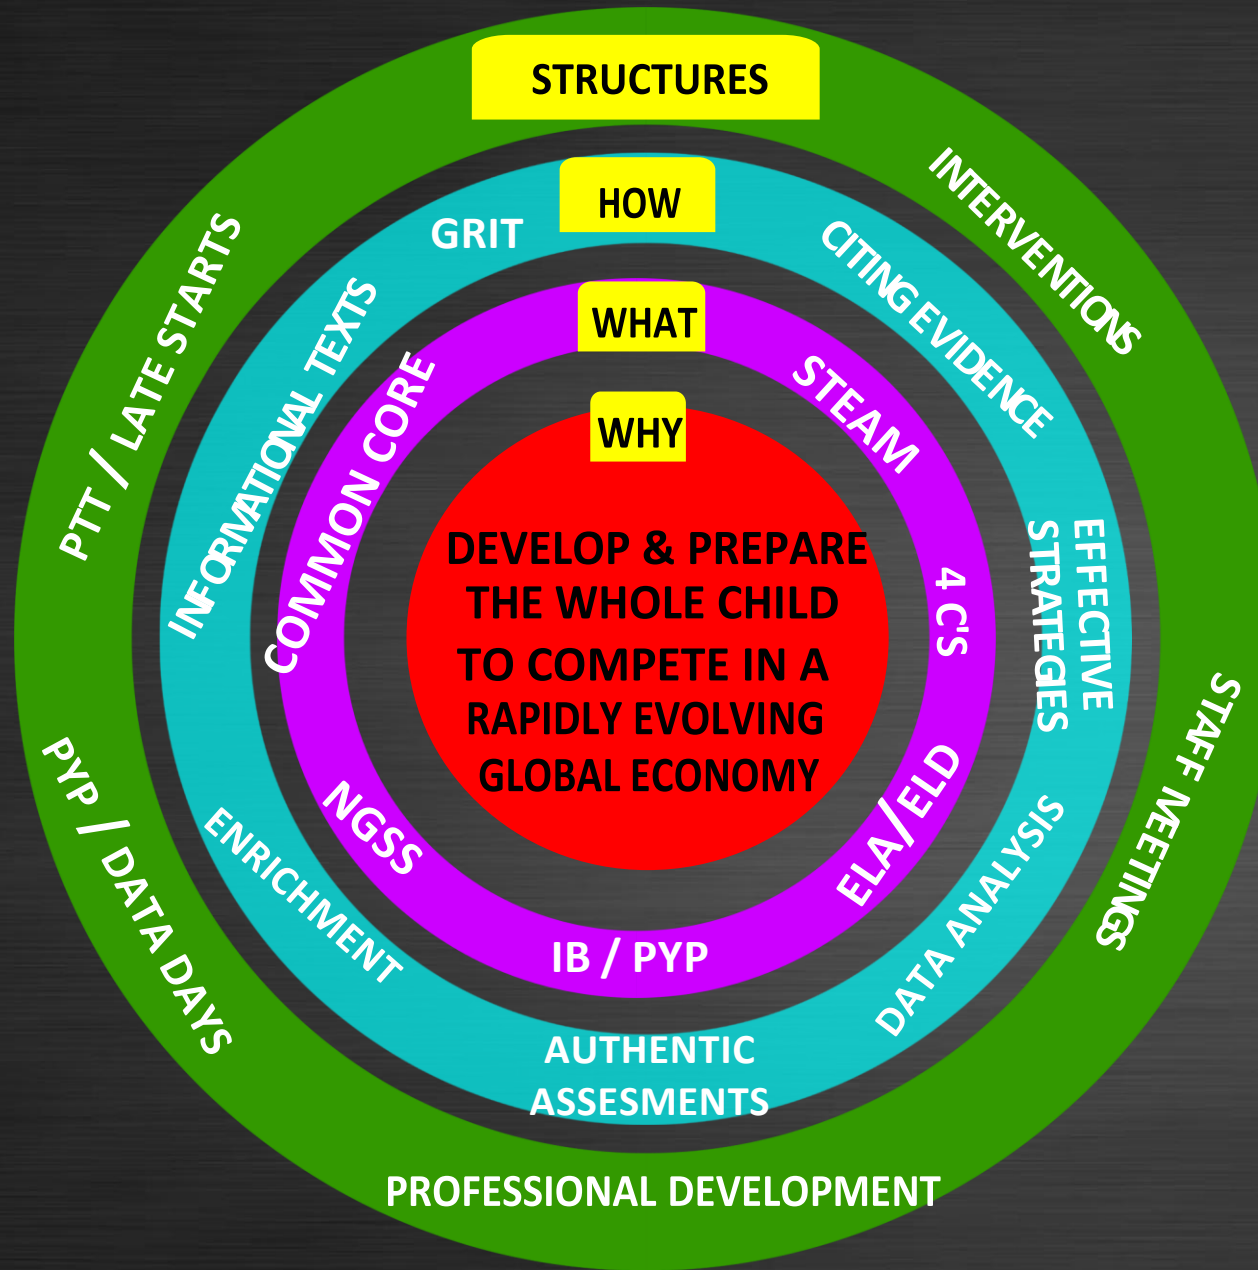 STRUCTURES
INTERVENTIONS
STAFF MEETINGS
PROFESSIONAL DEVELOPMENT
PYP / DATA DAYS
PTT / LATE STARTS
HOW
CITING EVIDENCE
EFFECTIVE
STRATEGIES
DATA ANALYSIS
AUTHENTIC
ASSESMENTS
ENRICHMENT
INFORMATIONAL TEXTS
GRIT
WHAT
STEAM
4 C'S
ELA/ELD
IB / PYP
NGSS
COMMON CORE
WHY
DEVELOP & PREPARE
THE WHOLE CHILD
TO COMPETE IN A
RAPIDLY EVOLVING
GLOBAL ECONOMY